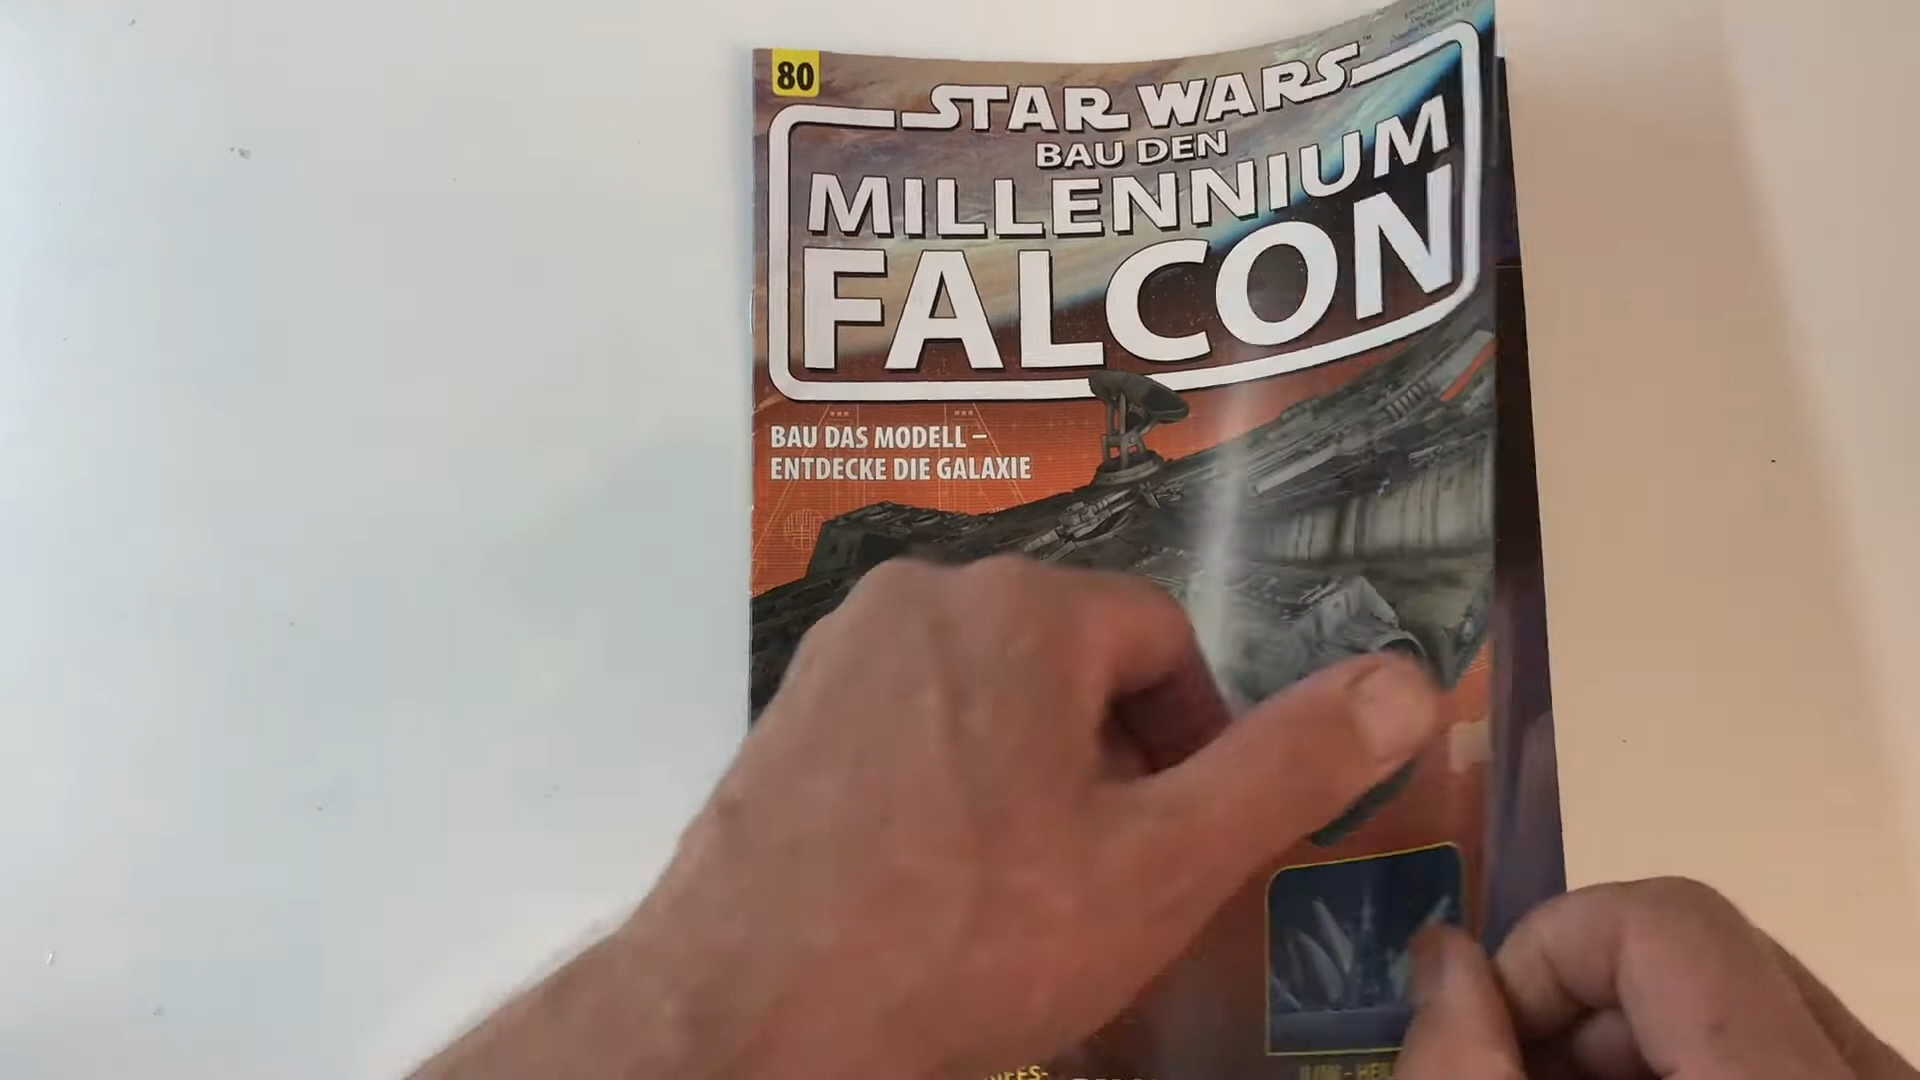 80
STAR WARS
BAU DEN
MILLENNIUM
FALCON
BAU DAS MODELL –
ENTDECKE DIE GALAXIE